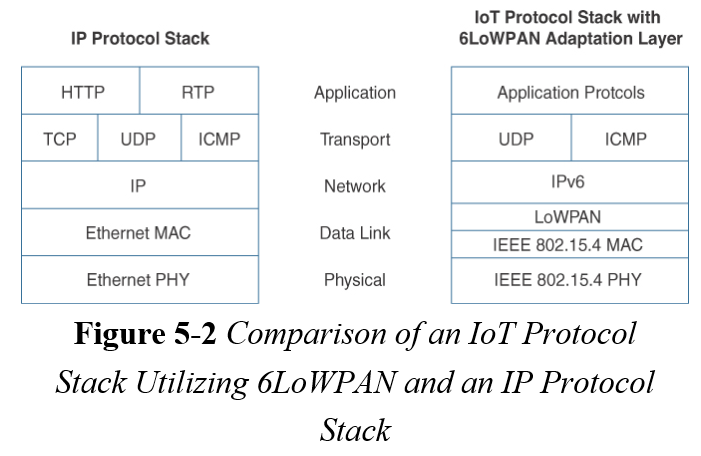 IP Protocol Stack
IoT Protocol Stack with
6LoWPAN Adaptation Layer
HTTP RTP Application Application Protcols
TCP UDP ICMP Transport UDP ICMP
IP Network IPv6
Ethernet MAC Data Link LoWPAN
IEEE 802.15.4 MAC
Ethernet PHY Physical IEEE 802.15.4 PHY
Figure 5-2 Comparison of an IoT Protocol
Stack Utilizing 6LoWPAN and an IP Protocol
Stack